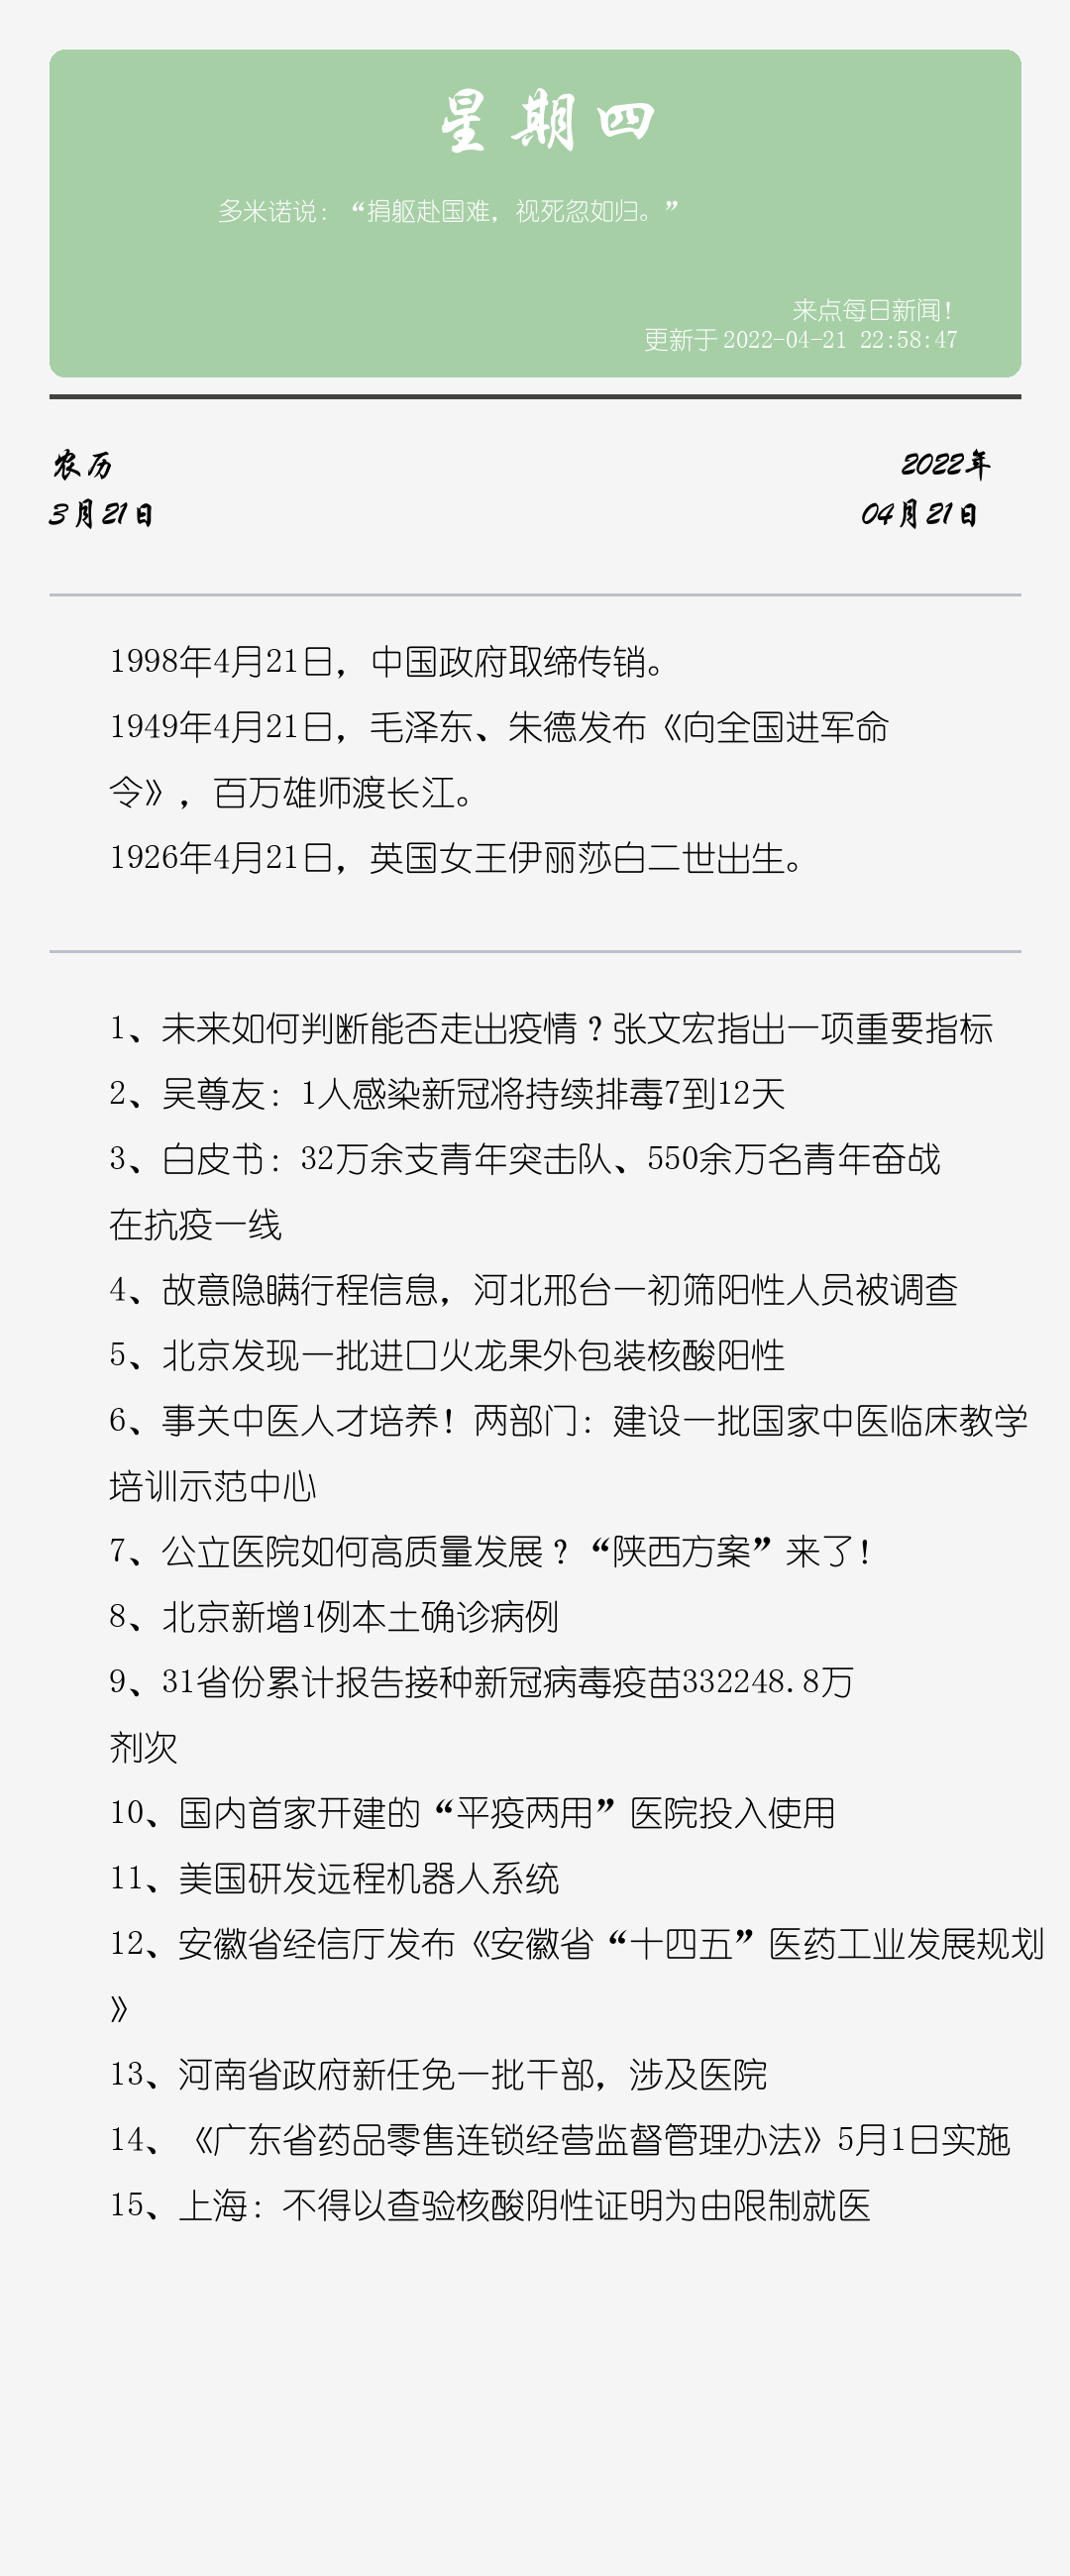 星期四
多米诺说：“捐躯赴国难，视死忽如归。”
来点每日新闻！
更新于 2022-04-21 22:58:47
农历
3月21日
2022年
04月21日
1998年4月21日，中国政府取缔传销。
1949年4月21日，毛泽东、朱德发布《向全国进军命
令》，百万雄师渡长江。
1926年4月21日，英国女王伊丽莎白二世出生。
1、未来如何判断能否走出疫情？张文宏指出一项重要指标
2、吴尊友：1人感染新冠将持续排毒7到12天
3、白皮书：32万余支青年突击队、550余万名青年奋战
在抗疫一线
4、故意隐瞒行程信息，河北邢台一初筛阳性人员被调查
5、北京发现一批进口火龙果外包装核酸阳性
6、事关中医人才培养！两部门：建设一批国家中医临床教学
培训示范中心
7、公立医院如何高质量发展？“陕西方案”来了！
8、北京新增1例本土确诊病例
9、31省份累计报告接种新冠病毒疫苗332248.8万
剂次
10、国内首家开建的“平疫两用”医院投入使用
11、美国研发远程机器人系统
12、安徽省经信厅发布《安徽省“十四五”医药工业发展规划
》
13、河南省政府新任免一批干部，涉及医院
14、《广东省药品零售连锁经营监督管理办法》5月1日实施
15、上海：不得以查验核酸阴性证明为由限制就医